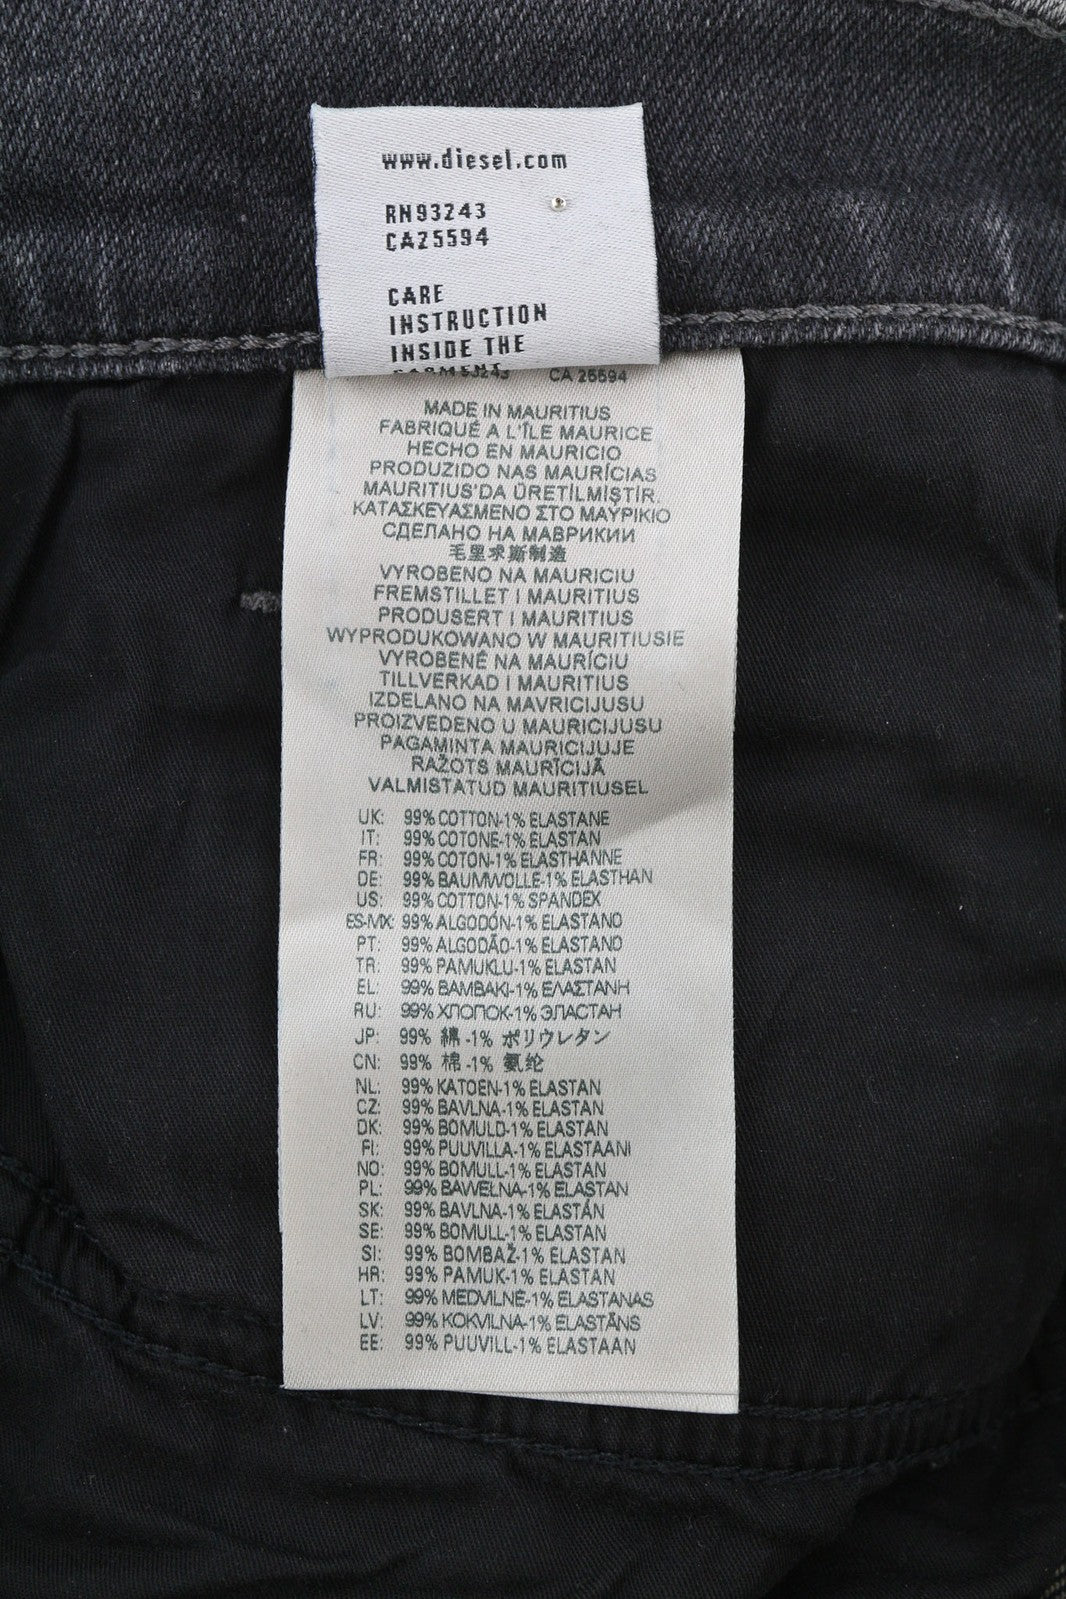 www.diesel.com
RN93243
CA25594
CARE
INSTRUCTION
INSIDE THE
GARMENT
CA 25594
MADE IN MAURITIUS
FABRIQUÉ A L'ÎLE MAURICE
HECHO EN MAURICIO
PRODUZIDO NAS MAURÍCIAS
MAURITIUS'DA ÜRETİLMİŞTİR.
ΚΑΤΑΣΚΕΥΑΣΜΕΝΟ ΣΤΟ ΜΑΥΡΙΚΙΟ
СДЕЛАНО НА МАВРИКИИ
毛里求斯制造
VYROBENO NA MAURICIU
FREMSTILLET I MAURITIUS
PRODUSERT I MAURITIUS
WYPRODUKOWANO W MAURITIUSIE
VYROBENÉ NA MAURÍCIU
TILLVERKAD I MAURITIUS
IZDELANO NA MAVRICIJUSU
PROIZVEDENO U MAURICIJUSU
PAGAMINTA MAURICIJUJE
RAŽOTS MAURĪCIJĀ
VALMISTATUD MAURITIUSEL
UK: 99% COTTON-1% ELASTANE
IT: 99% COTONE-1% ELASTAN
FR: 99% COTON-1% ELASTHANNE
DE: 99% BAUMWOLLE-1% ELASTHAN
US: 99% COTTON-1% SPANDEX
ES-MX: 99% ALGODÓN-1% ELASTANO
PT: 99% ALGODÃO-1% ELASTANO
TR: 99% PAMUKLU-1% ELASTAN
EL: 99% ΒΑΜΒΑΚΙ-1% ΕΛΑΣΤΑΝΗ
RU: 99% ХЛОПОК-1% ЭЛАСТАН
JP: 99% 綿 -1% ポリウレタン
CN: 99% 棉 -1% 氨纶
NL: 99% KATOEN-1% ELASTAN
CZ: 99% BAVLNA-1% ELASTAN
DK: 99% BOMULD-1% ELASTAN
FI: 99% PUUVILLA-1% ELASTAANI
NO: 99% BOMULL-1% ELASTAN
PL: 99% BAWEŁNA-1% ELASTAN
SK: 99% BAVLNA-1% ELASTÁN
SE: 99% BOMULL-1% ELASTAN
SI: 99% BOMBAŽ-1% ELASTAN
HR: 99% PAMUK-1% ELASTAN
LT: 99% MEDVILNĖ-1% ELASTANAS
LV: 99% KOKVILNA-1% ELASTĀNS
EE: 99% PUUVILL-1% ELASTAAN